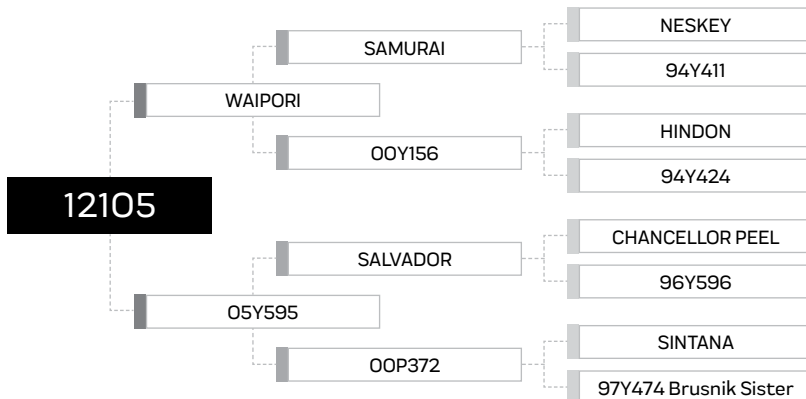 NESKEY
SAMURAI
94Y411
WAIPORI
HINDON
00Y156
94Y424
12105
CHANCELLOR PEEL
SALVADOR
96Y596
05Y595
SINTANA
00P372
97Y474 Brusnik Sister